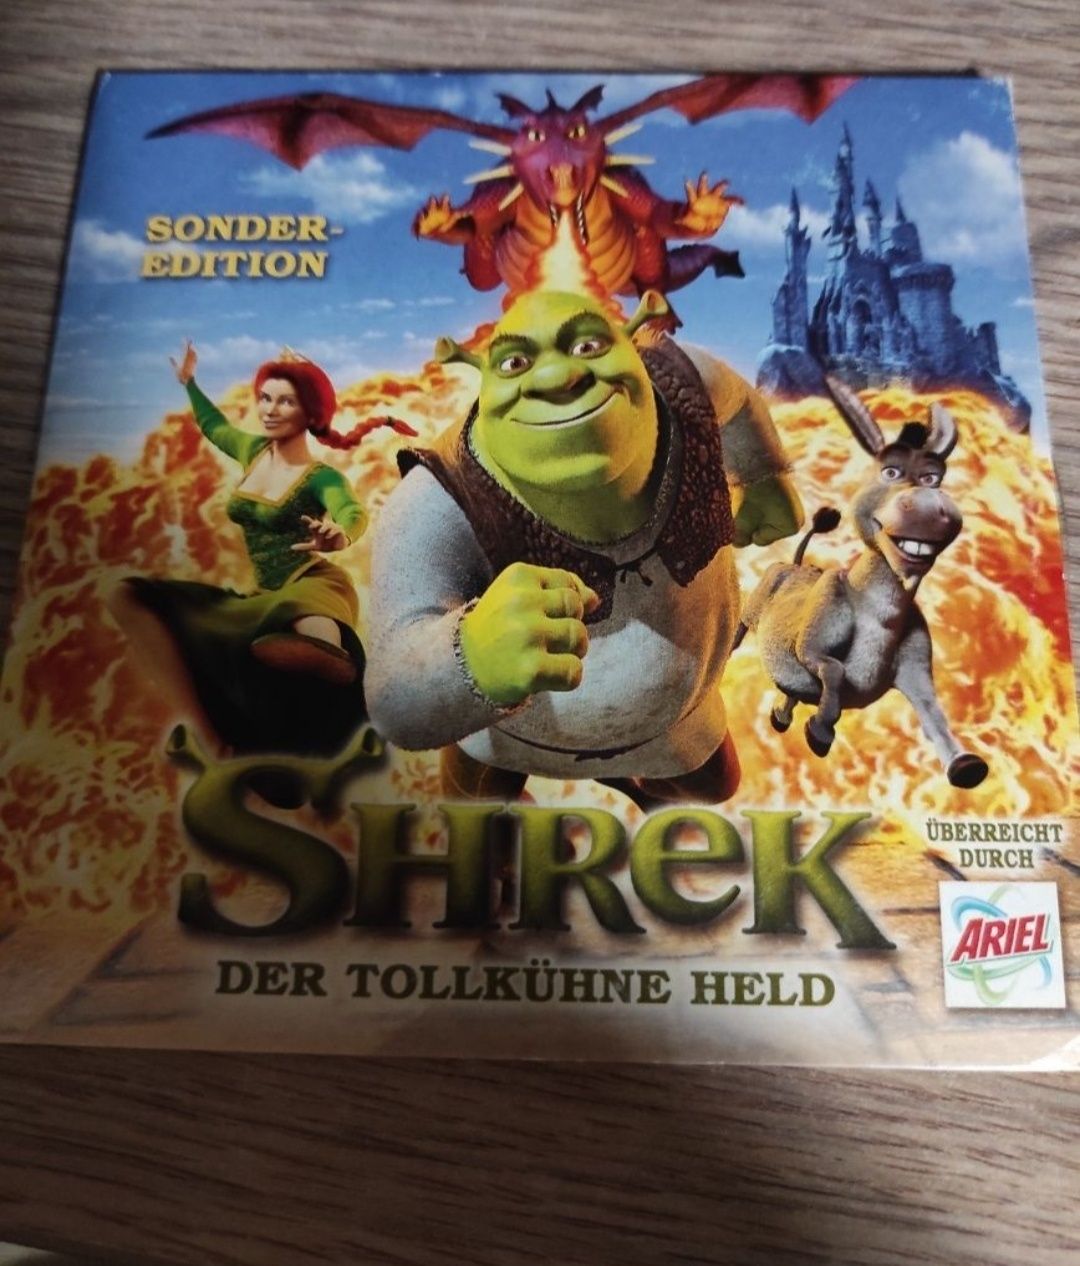 SONDER-
EDITION
SHREK
DER TOLLKÜHNE HELD
ÜBERREICHT
DURCH
ARIEL